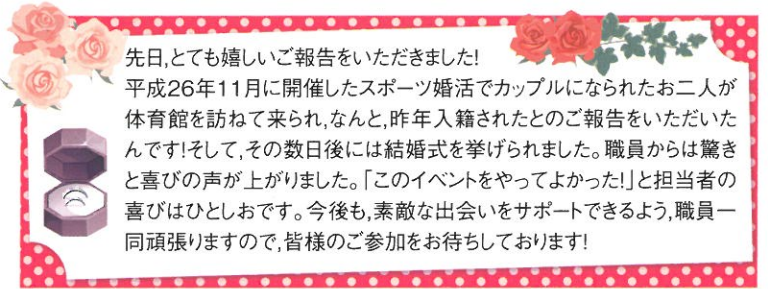 先日,とても嬉しいご報告をいただきました!
平成26年11月に開催したスポーツ婚活でカップルになられたお二人が
体育館を訪ねて来られ,なんと,昨年入籍されたとのご報告をいただいた
んです!そして,その数日後には結婚式を挙げられました。職員からは驚き
と喜びの声が上がりました。「このイベントをやってよかった!」と担当者の
喜びはひとしおです。今後も,素敵な出会いをサポートできるよう,職員一
同頑張りますので,皆様のご参加をお待ちしております!